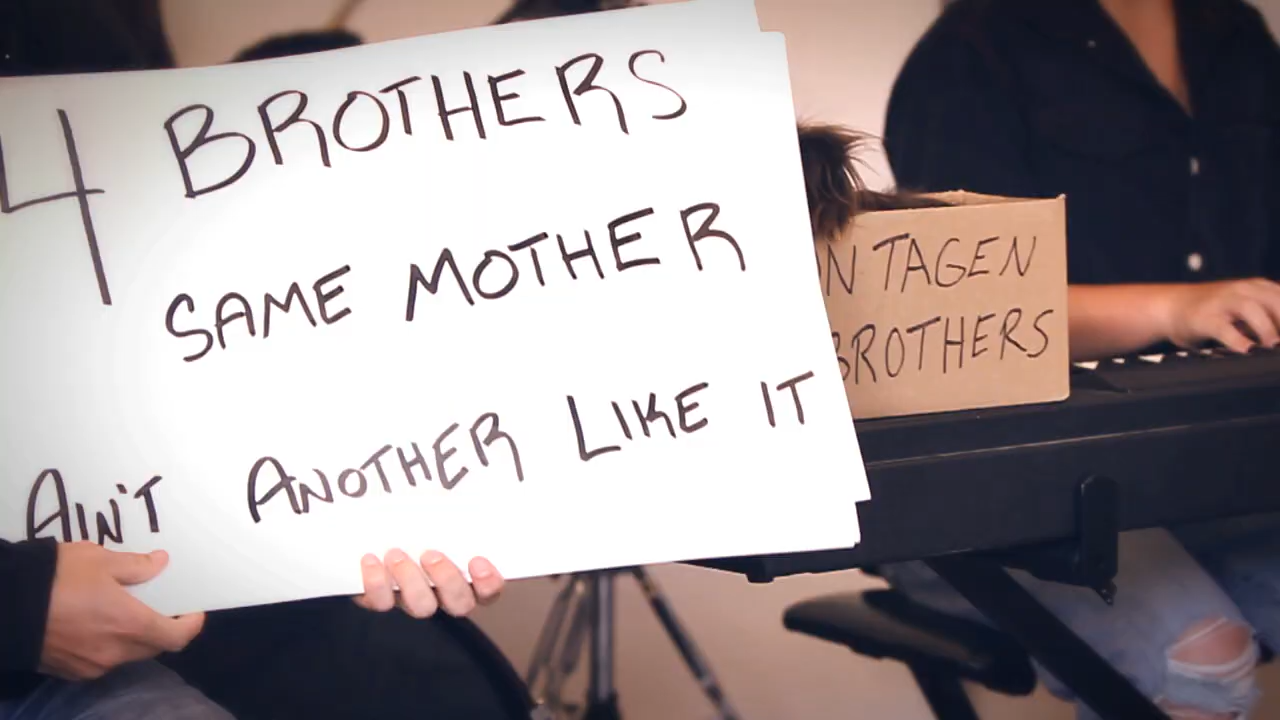 4 BROTHERS
SAME MOTHER
AIN'T ANOTHER LIKE IT
NTAGEN
BROTHERS